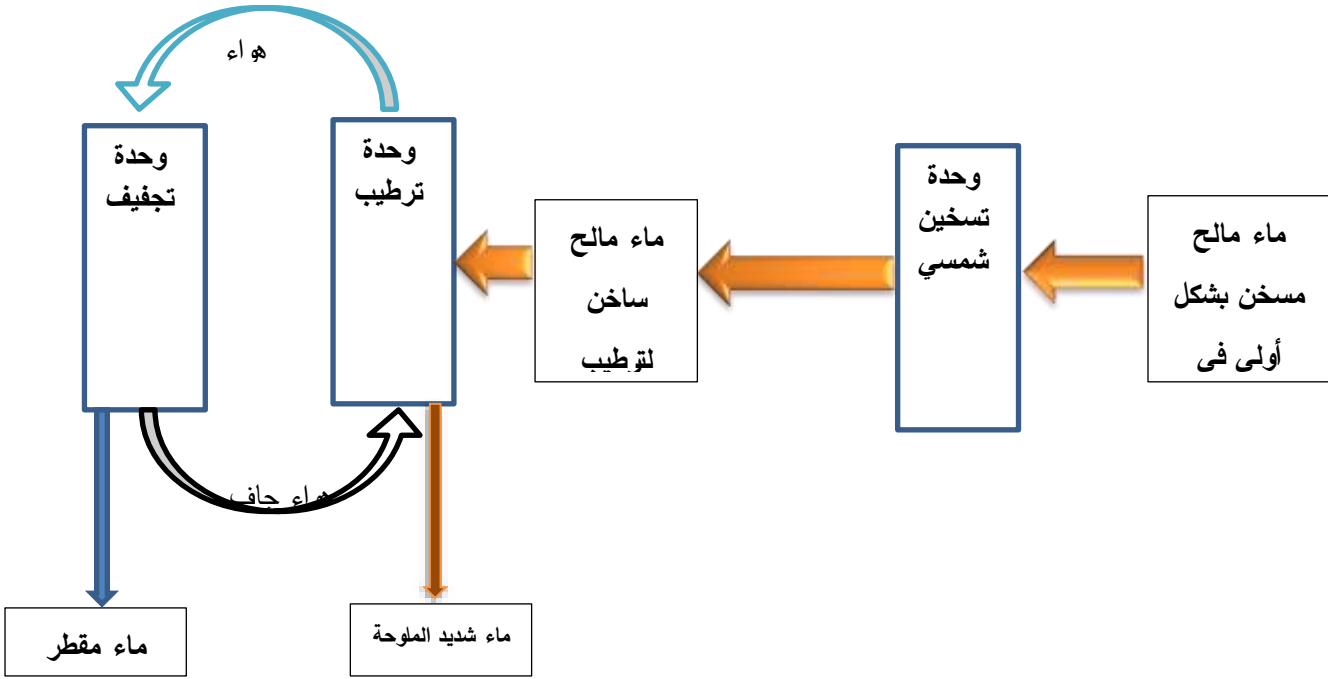 هواء
وحدة
تجفيف
وحدة
ترطيب
وحدة
تسخين
شمسي
ماء مالح
ساخن
لترطيب
ماء مالح
مسخن بشكل
أولى فى
هواء جاف
ماء مقطر
ماء شديد الملوحة